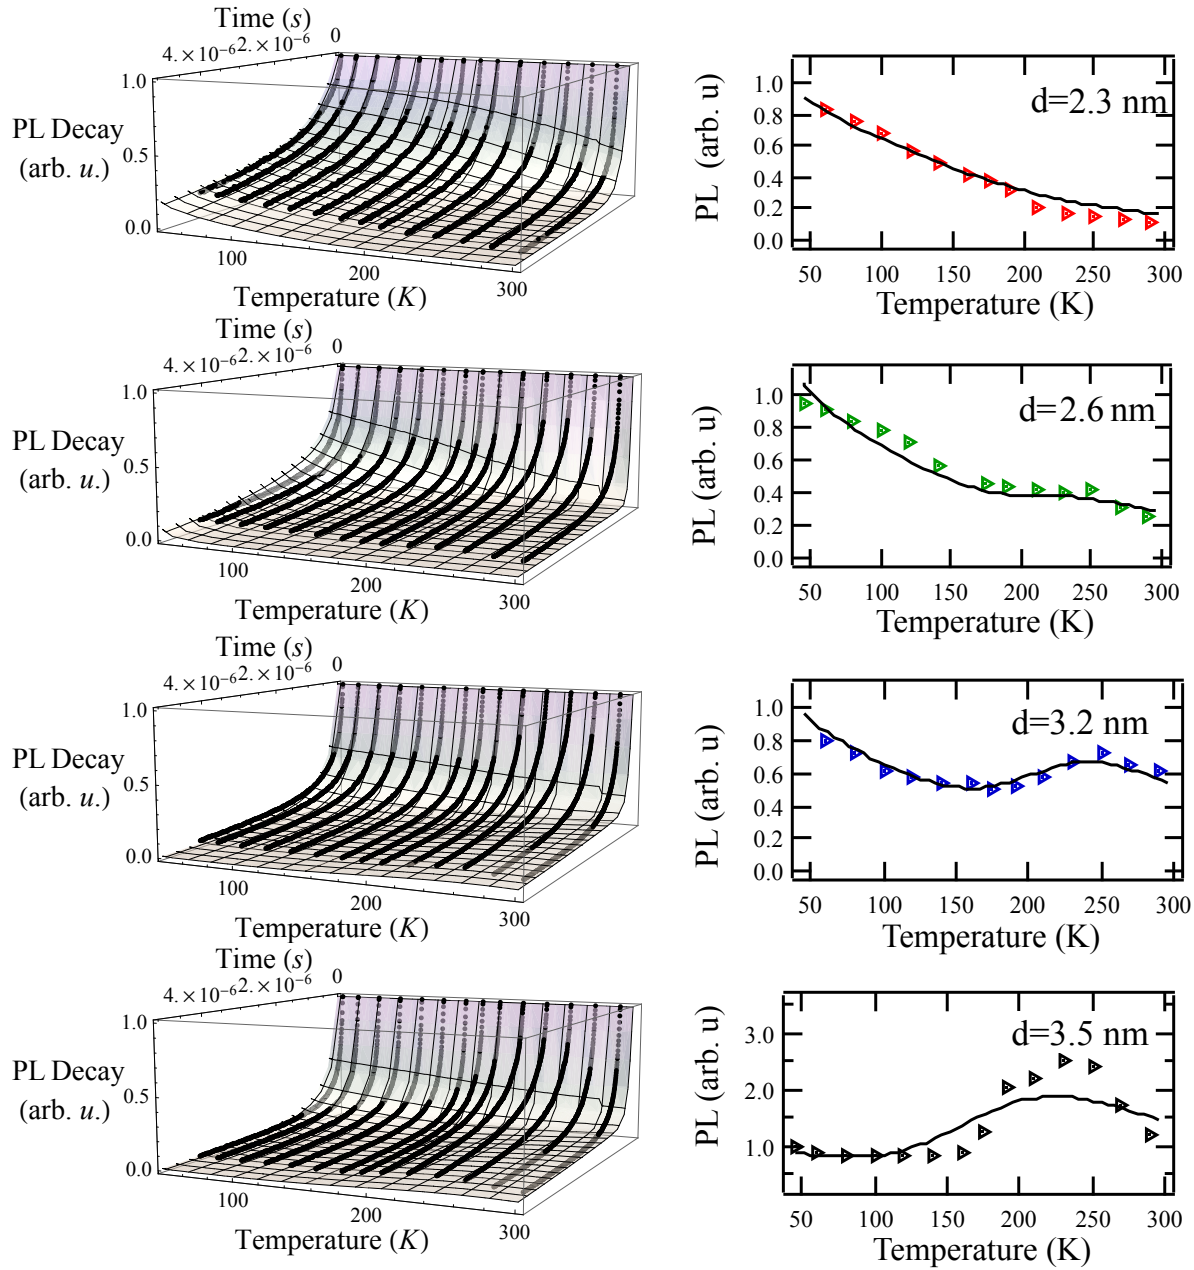 Time (s)
4.×10⁻⁶ 2.×10⁻⁶ 0
1.0
PL Decay
(arb. u.)
0.5
0.0
100
200
300
Temperature (K)
PL (arb. u)
1.0
0.8
0.6
0.4
0.2
0.0
d=2.3 nm
50 100 150 200 250 300
Temperature (K)
Time (s)
4.×10⁻⁶ 2.×10⁻⁶ 0
1.0
PL Decay
(arb. u.)
0.5
0.0
100
200
300
Temperature (K)
PL (arb. u)
1.0
0.8
0.6
0.4
0.2
0.0
d=2.6 nm
50 100 150 200 250 300
Temperature (K)
Time (s)
4.×10⁻⁶ 2.×10⁻⁶ 0
1.0
PL Decay
(arb. u.)
0.5
0.0
100
200
300
Temperature (K)
PL (arb. u)
1.0
0.8
0.6
0.4
0.2
0.0
d=3.2 nm
50 100 150 200 250 300
Temperature (K)
Time (s)
4.×10⁻⁶ 2.×10⁻⁶ 0
1.0
PL Decay
(arb. u.)
0.5
0.0
100
200
300
Temperature (K)
PL (arb. u)
3.0
2.0
1.0
d=3.5 nm
50 100 150 200 250 300
Temperature (K)